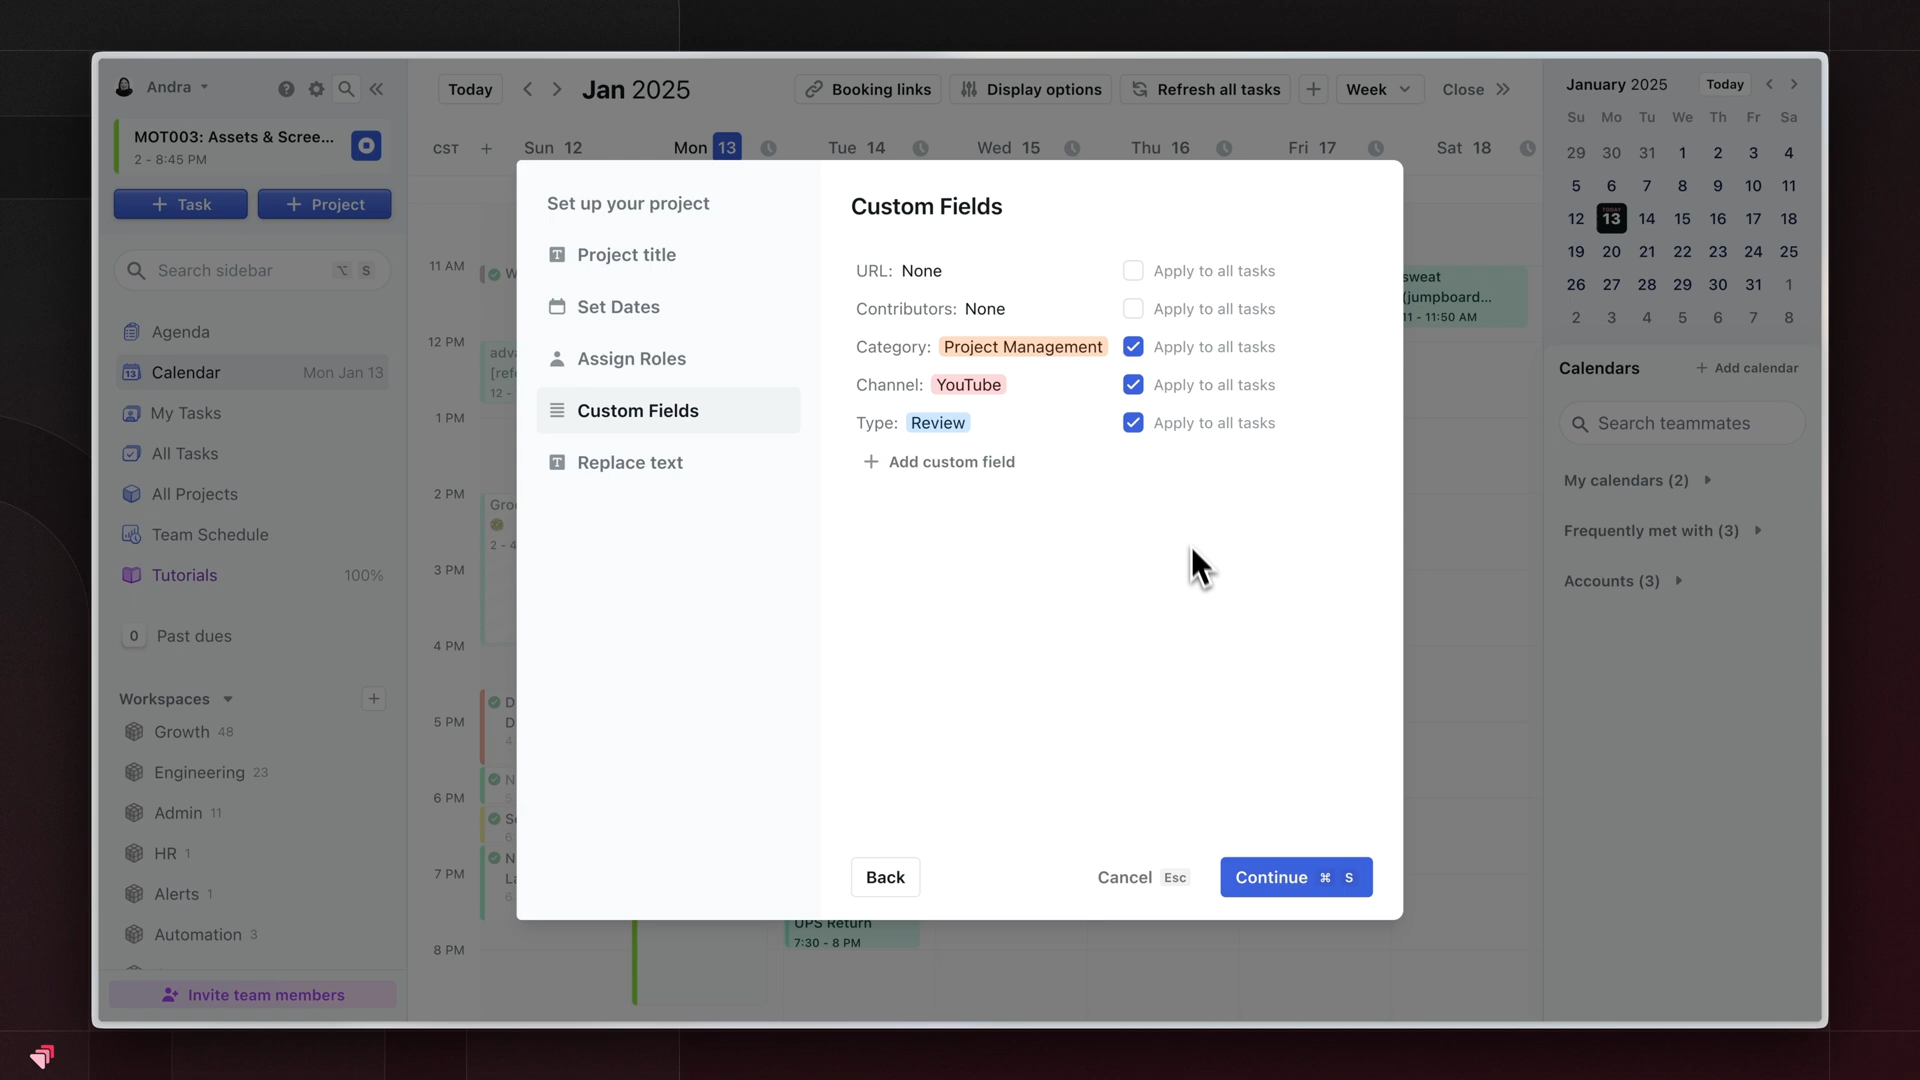 Andra
MOT003: Assets & Scree...
2 - 8:45 PM
Task
Project
Search sidebar
⌥ S
Agenda
Calendar Mon Jan 13
My Tasks
All Tasks
All Projects
Team Schedule
Tutorials 100%
0 Past dues
Workspaces
Growth 48
Engineering 23
Admin 11
HR 1
Alerts 1
Automation 3
Invite team members
Today
Jan 2025
Booking links
Display options
Refresh all tasks
Week
Close
CST
Sun 12
Mon 13
Tue 14
Wed 15
Thu 16
Fri 17
Sat 18
11 AM
12 PM
1 PM
2 PM
3 PM
4 PM
5 PM
6 PM
7 PM
8 PM
sweat
(jumpboard...
11 - 11:50 AM
UPS Return
7:30 - 8 PM
Set up your project
Project title
Set Dates
Assign Roles
Custom Fields
Replace text
Custom Fields
URL: None Apply to all tasks
Contributors: None Apply to all tasks
Category: Project Management Apply to all tasks
Channel: YouTube Apply to all tasks
Type: Review Apply to all tasks
Add custom field
Back
Cancel Esc
Continue ⌘ S
January 2025 Today
Su Mo Tu We Th Fr Sa
29 30 31 1 2 3 4
5 6 7 8 9 10 11
12 13 14 15 16 17 18
19 20 21 22 23 24 25
26 27 28 29 30 31 1
2 3 4 5 6 7 8
Calendars
Add calendar
Search teammates
My calendars (2)
Frequently met with (3)
Accounts (3)